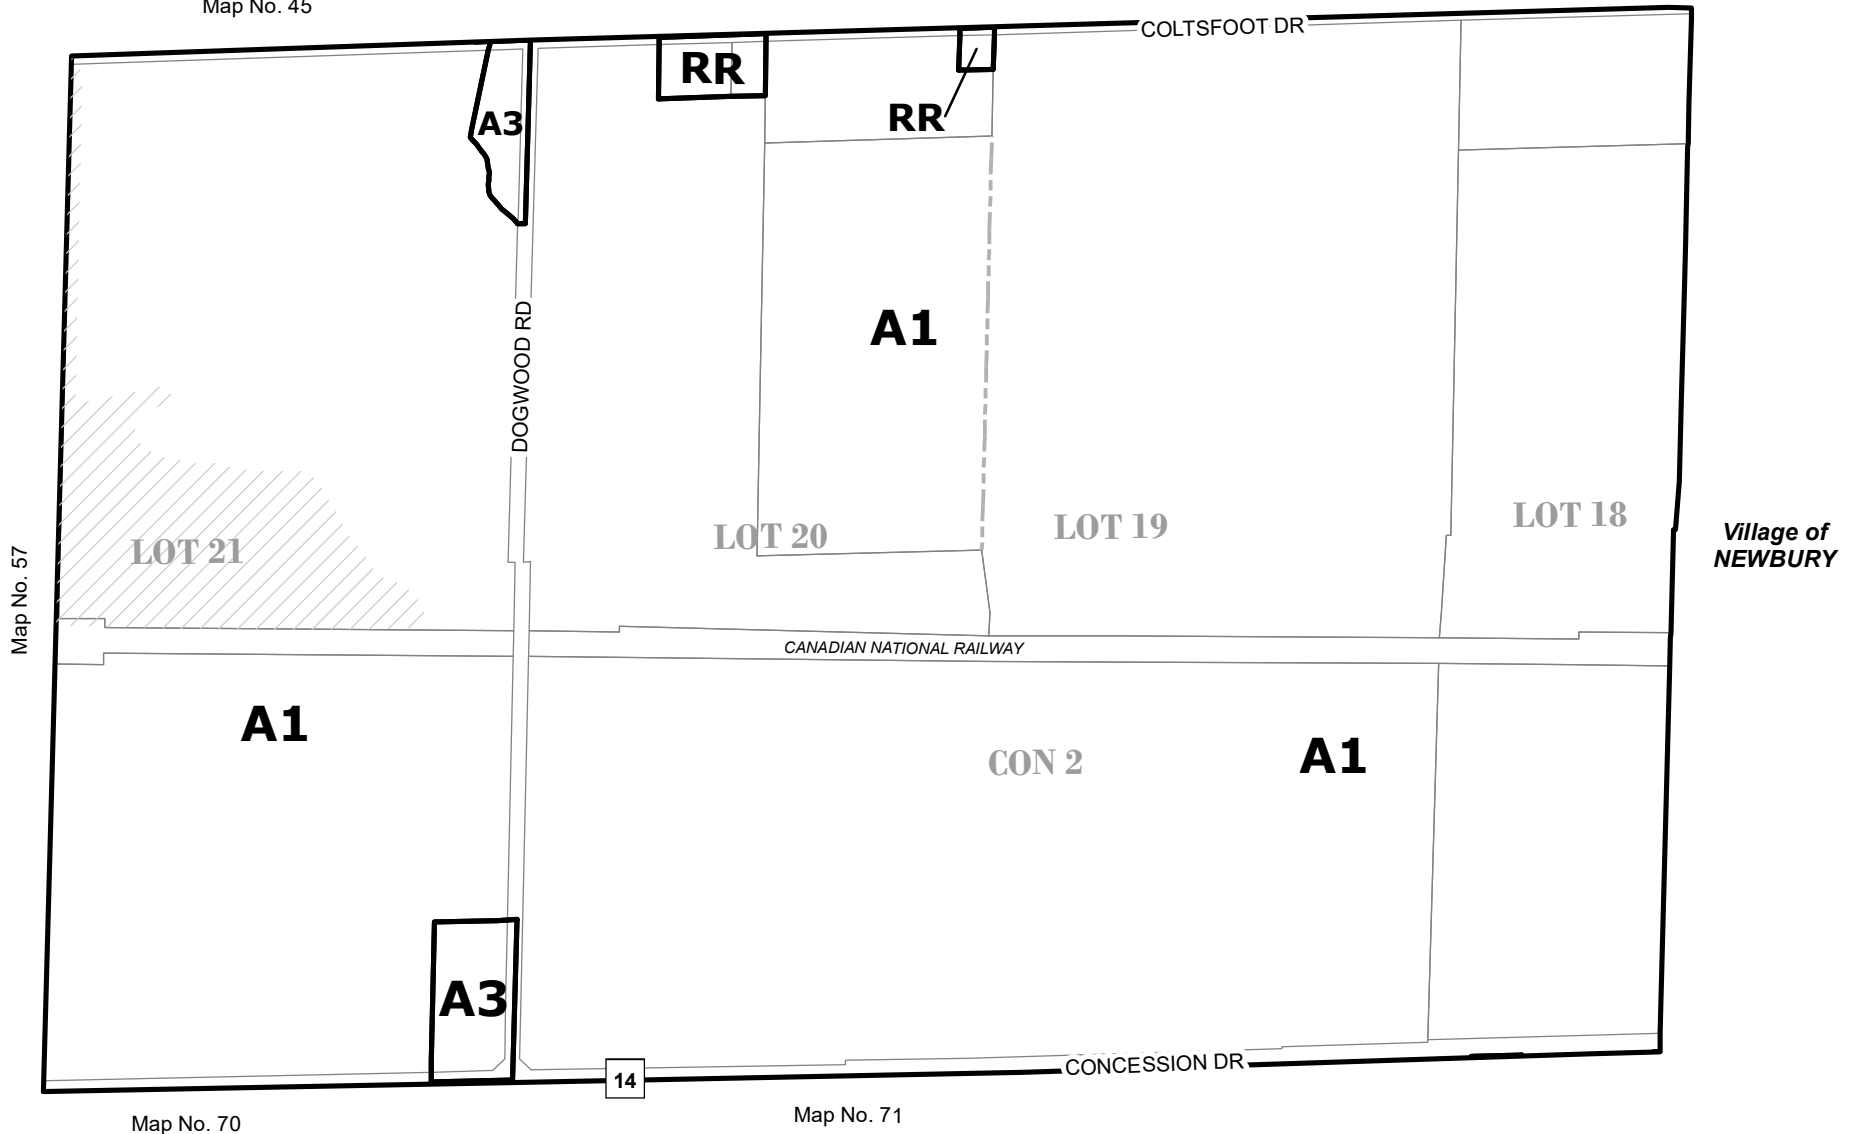 Map No. 45
COLTSFOOT DR
RR
A3
RR
A1
DOGWOOD RD
LOT 21
LOT 20
LOT 19
LOT 18
Village of
NEWBURY
Map No. 57
CANADIAN NATIONAL RAILWAY
A1
CON 2
A1
A3
14
CONCESSION DR
Map No. 70
Map No. 71